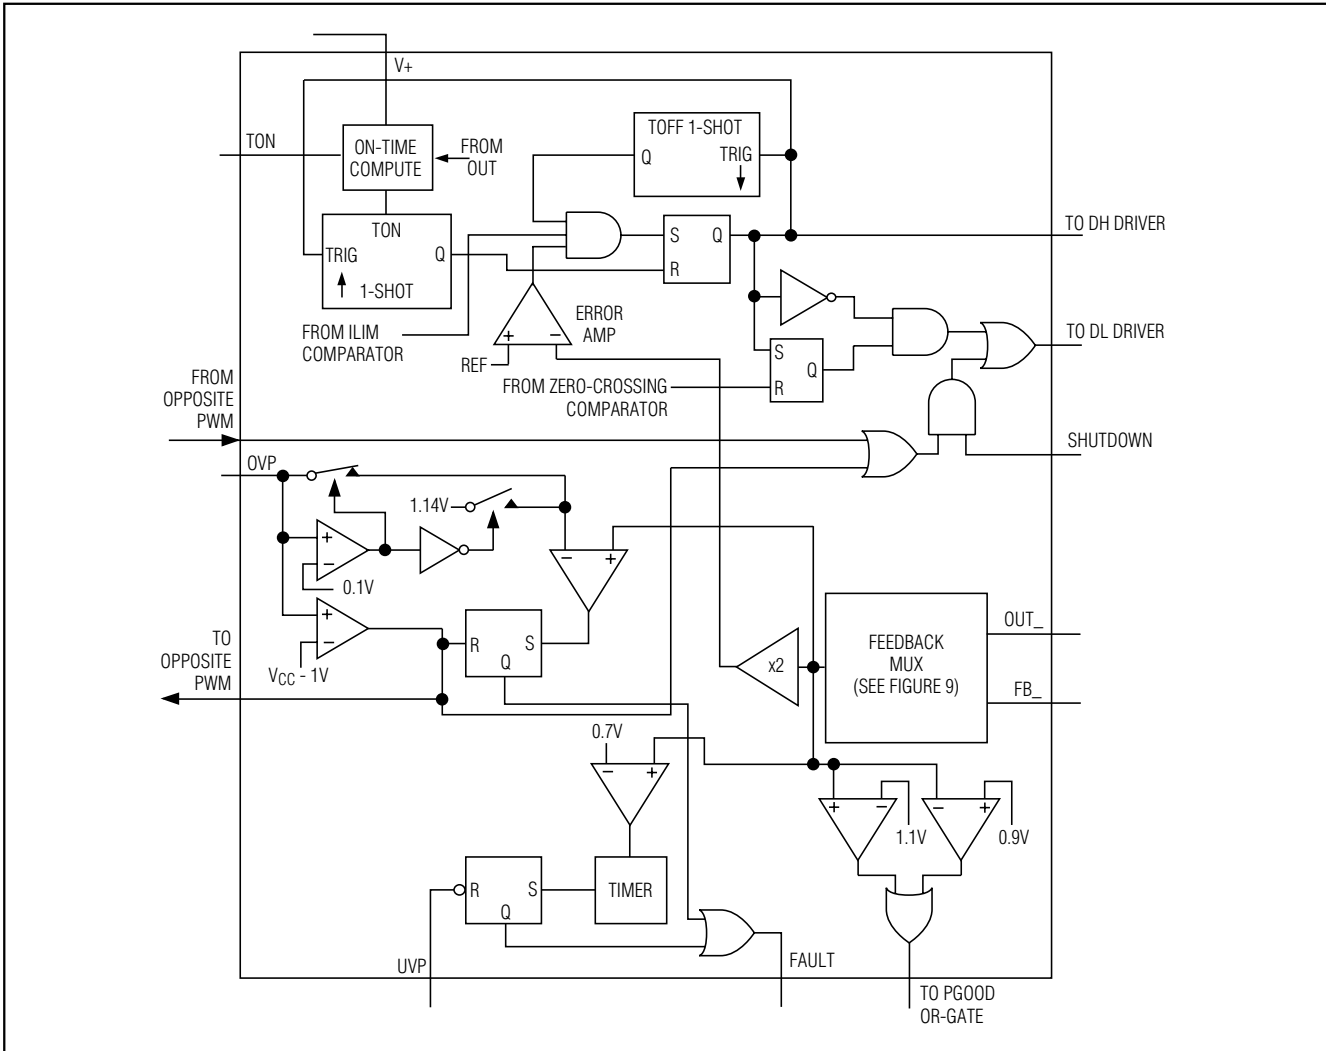 V+
TON
ON-TIME
COMPUTE
FROM
OUT
TOFF 1-SHOT
Q
TRIG
TON
TRIG
Q
1-SHOT
S
Q
R
TO DH DRIVER
FROM ILIM
COMPARATOR
+
−
ERROR
AMP
REF
S
Q
R
TO DL DRIVER
FROM ZERO-CROSSING
COMPARATOR
FROM
OPPOSITE
PWM
SHUTDOWN
OVP
1.14V
+
−
0.1V
−
+
+
−
VCC - 1V
TO
OPPOSITE
PWM
R
S
Q
x2
FEEDBACK
MUX
(SEE FIGURE 9)
OUT_
FB_
0.7V
−
+
+
−
1.1V
−
+
0.9V
R
S
Q
TIMER
UVP
FAULT
TO PGOOD
OR-GATE